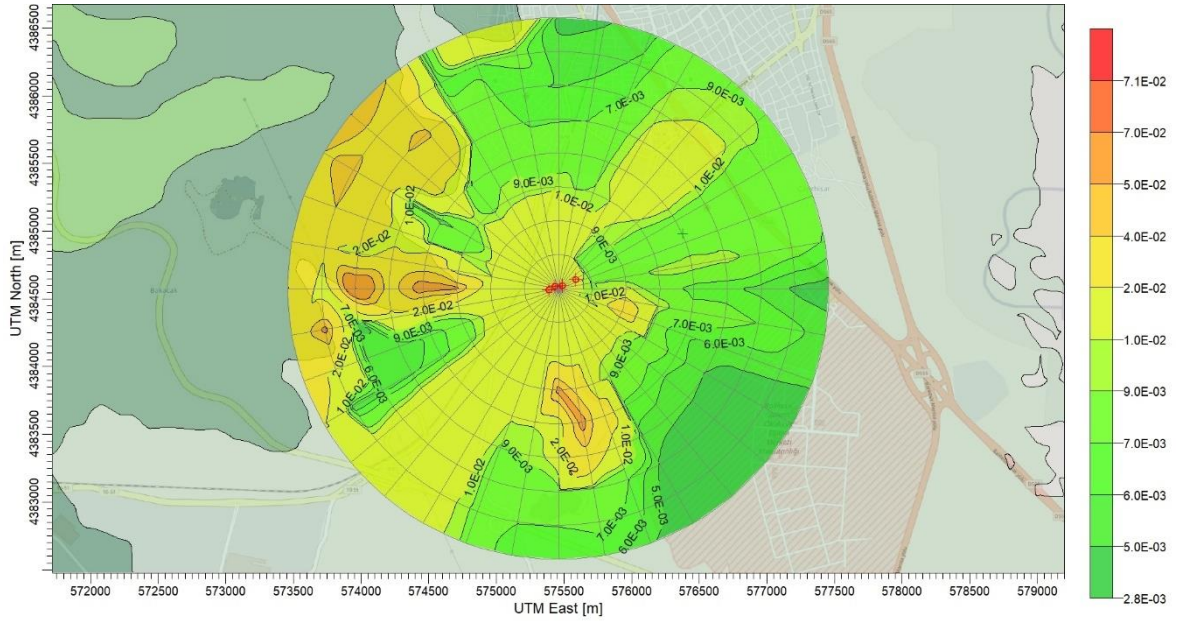 UTM North [m]
4386500
4386000
4385500
4385000
4384500
4384000
4383500
4383000
572000
572500
573000
573500
574000
574500
575000
575500
576000
576500
577000
577500
578000
578500
579000
UTM East [m]
7.0E-03
9.0E-03
1.0E-02
9.0E-03
1.0E-02
1.0E-02
2.0E-02
9.0E-03
1.0E-02
2.0E-02
7.0E-03
9.0E-03
7.0E-03
6.0E-03
2.0E-02
6.0E-03
9.0E-03
1.0E-02
9.0E-03
2.0E-02
1.0E-02
1.0E-02
5.0E-03
7.0E-03
6.0E-03
7.1E-02
7.0E-02
5.0E-02
4.0E-02
2.0E-02
1.0E-02
9.0E-03
7.0E-03
6.0E-03
5.0E-03
2.8E-03